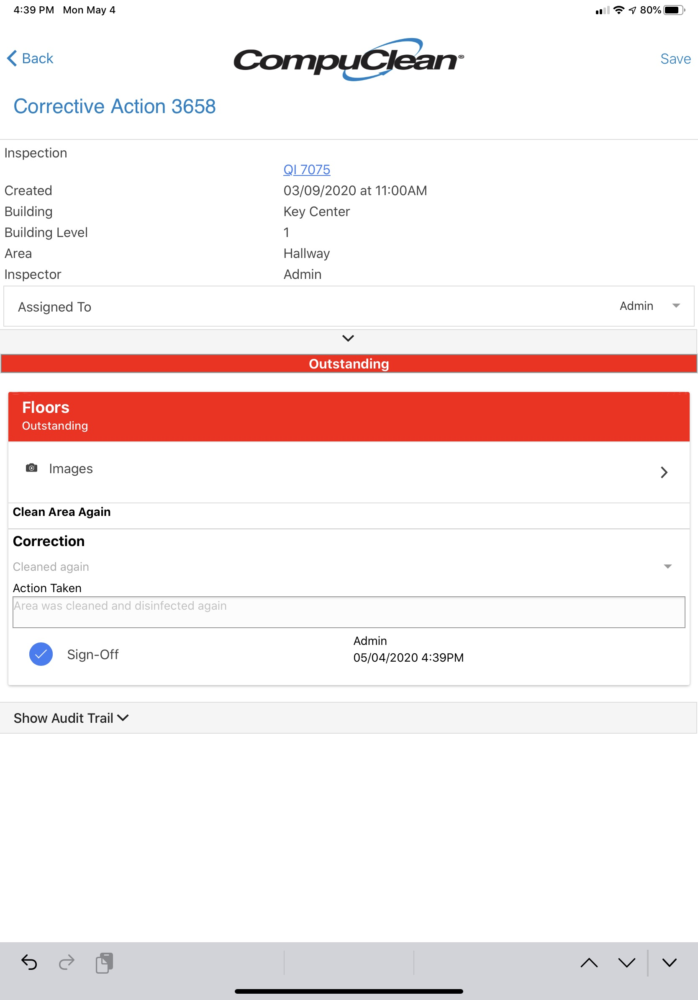 4:39 PM Mon May 4 80%
Back CompuClean® Save
Corrective Action 3658
Inspection
QI 7075
Created 03/09/2020 at 11:00AM
Building Key Center
Building Level 1
Area Hallway
Inspector Admin
Assigned To Admin
Outstanding
Floors
Outstanding
Images
Clean Area Again
Correction
Cleaned again
Action Taken
Area was cleaned and disinfected again
Admin
Sign-Off 05/04/2020 4:39PM
Show Audit Trail